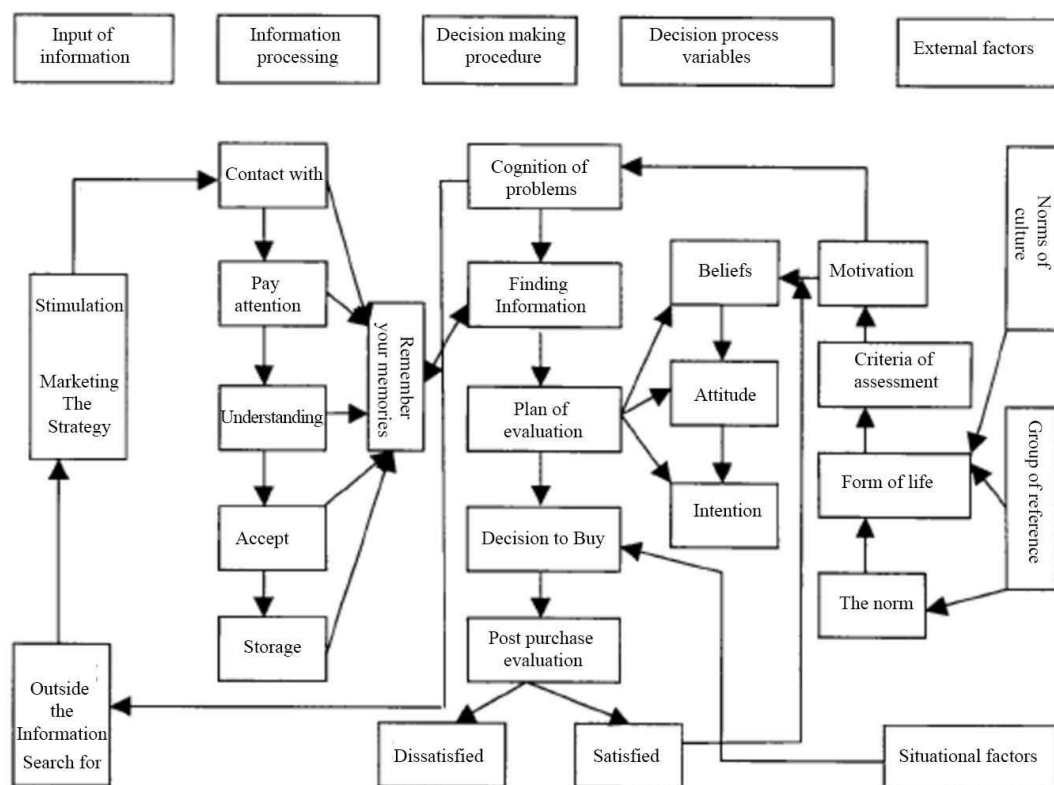 Input of
information
Information
processing
Decision making
procedure
Decision process
variables
External factors
Contact with
Pay
attention
Understanding
Accept
Storage
Remember
your memories
Stimulation
Marketing
The
Strategy
Outside
the
Information
Search for
Cognition of
problems
Finding
Information
Plan of
evaluation
Decision to Buy
Post purchase
evaluation
Dissatisfied
Satisfied
Beliefs
Attitude
Intention
Motivation
Criteria of
assessment
Form of life
The norm
Norms of
culture
Group of
reference
Situational factors